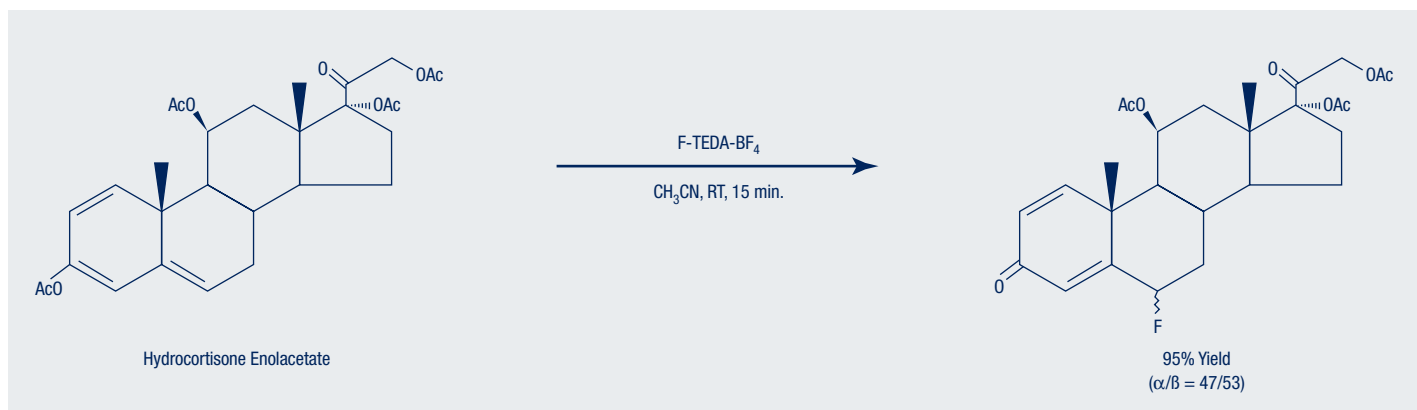 O
OAc
AcO
OAc
AcO
Hydrocortisone Enolacetate
F-TEDA-BF₄
CH₃CN, RT, 15 min.
O
OAc
AcO
OAc
O
F
95% Yield
(α/ß = 47/53)